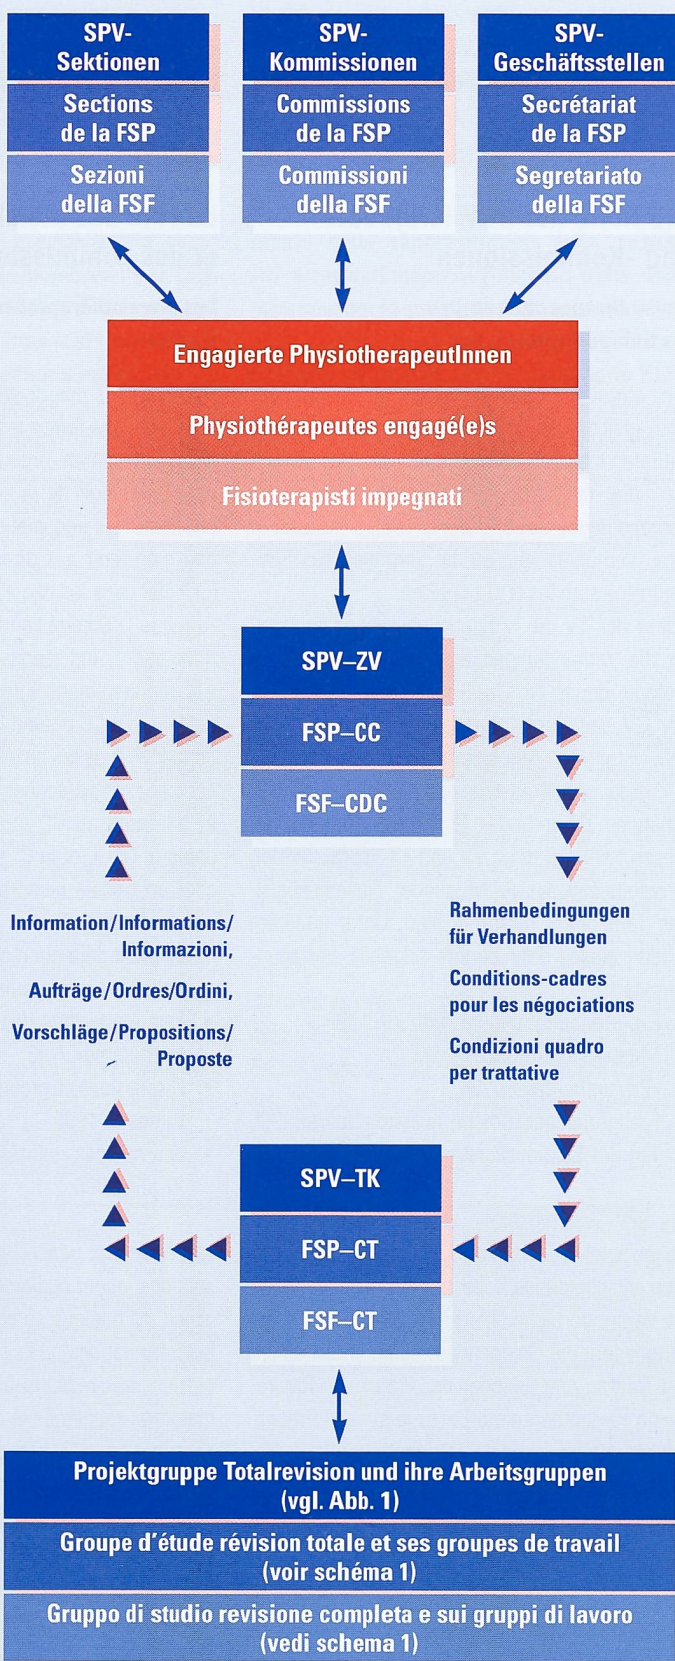 SPV-
Sektionen
Sections
de la FSP
Sezioni
della FSF
SPV-
Kommissionen
Commissions
de la FSP
Commissioni
della FSF
SPV-
Geschäftsstellen
Secrétariat
de la FSP
Segretariato
della FSF
Engagierte PhysiotherapeutInnen
Physiothérapeutes engagé(e)s
Fisioterapisti impegnati
SPV–ZV
FSP–CC
FSF–CDC
Information/Informations/
Informazioni,
Aufträge/Ordres/Ordini,
Vorschläge/Propositions/
Proposte
Rahmenbedingungen
für Verhandlungen
Conditions-cadres
pour les négociations
Condizioni quadro
per trattative
SPV–TK
FSP–CT
FSF–CT
Projektgruppe Totalrevision und ihre Arbeitsgruppen
(vgl. Abb. 1)
Groupe d'étude révision totale et ses groupes de travail
(voir schéma 1)
Gruppo di studio revisione completa e sui gruppi di lavoro
(vedi schema 1)